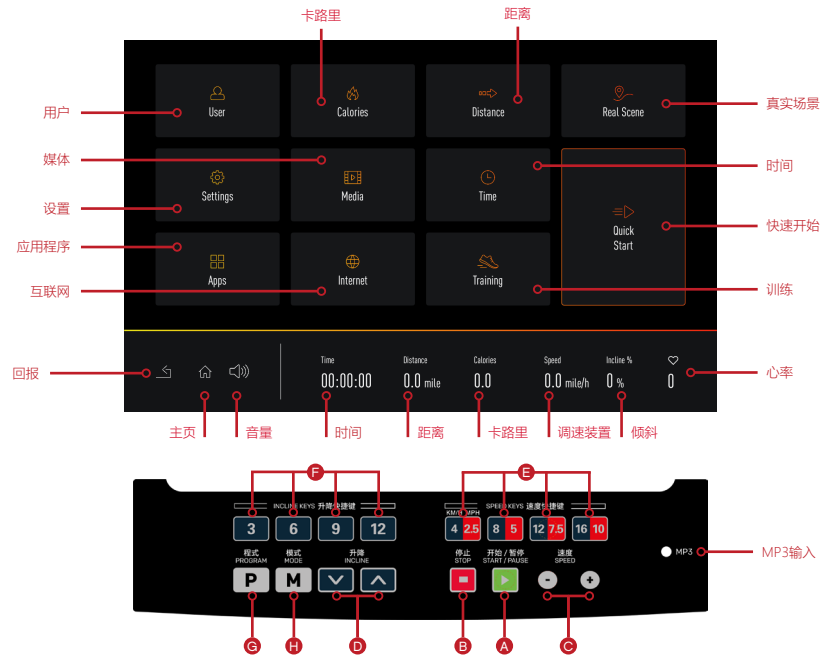 卡路里
距离
User
Calories
Distance
Real Scene
用户
真实场景
媒体
时间
Settings
Media
Time
设置
Quick
Start
快速开始
应用程序
Apps
Internet
Training
互联网
训练
Time
Distance
Calories
Speed
Incline %
回报
00:00:00
0.0 mile
0.0
0.0 mile/h
0 %
0
心率
主页
音量
时间
距离
卡路里
调速装置
倾斜
F
E
INCLINE KEYS 升降快捷键
SPEED KEYS 速度快捷键
3
6
9
12
4 2.5
8 5
12 7.5
16 10
程式
PROGRAM
模式
MODE
升降
INCLINE
停止
STOP
开始 / 暂停
START / PAUSE
速度
SPEED
MP3
MP3输入
P
M
-
+
G
H
D
B
A
C